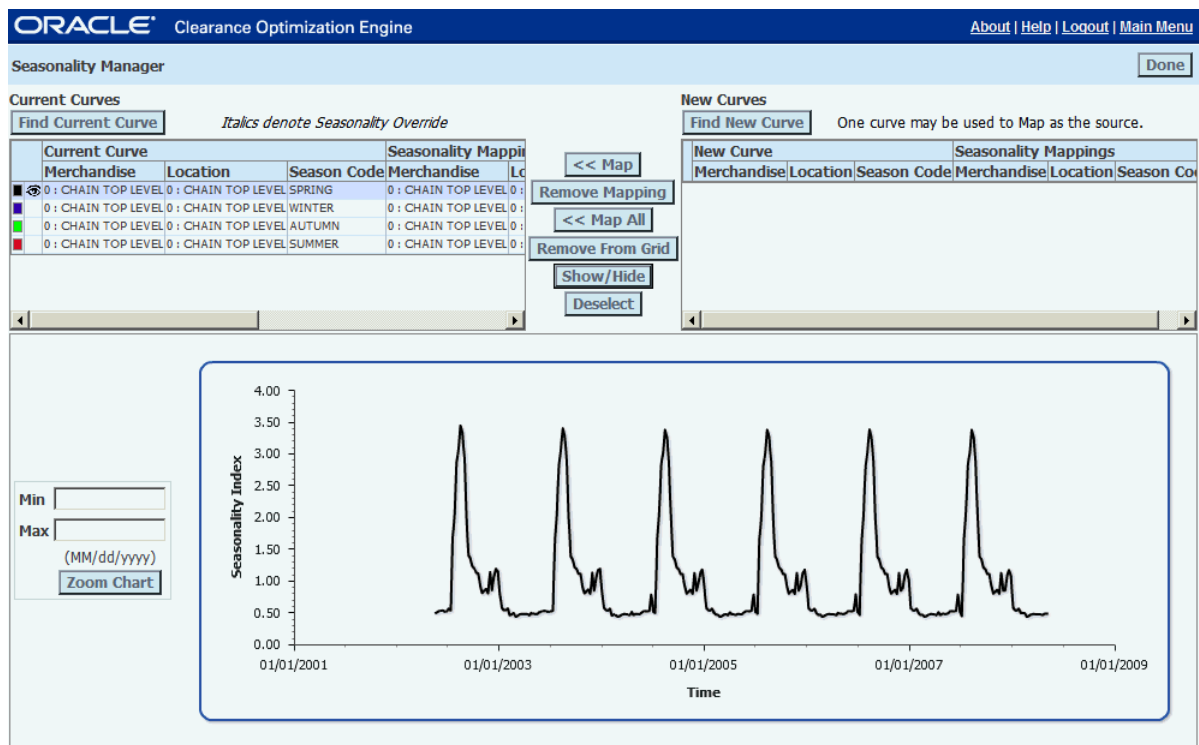 ORACLE Clearance Optimization Engine About | Help | Logout | Main Menu
Seasonality Manager Done
Current Curves
Find Current Curve Italics denote Seasonality Override
Current Curve Seasonality Mappin
Merchandise Location Season Code Merchandise Lo
0 : CHAIN TOP LEVEL 0 : CHAIN TOP LEVEL SPRING 0 : CHAIN TOP LEVEL 0 :
0 : CHAIN TOP LEVEL 0 : CHAIN TOP LEVEL WINTER 0 : CHAIN TOP LEVEL 0 :
0 : CHAIN TOP LEVEL 0 : CHAIN TOP LEVEL AUTUMN 0 : CHAIN TOP LEVEL 0 :
0 : CHAIN TOP LEVEL 0 : CHAIN TOP LEVEL SUMMER 0 : CHAIN TOP LEVEL 0 :
<< Map
Remove Mapping
<< Map All
Remove From Grid
Show/Hide
Deselect
New Curves
Find New Curve One curve may be used to Map as the source.
New Curve Seasonality Mappings
Merchandise Location Season Code Merchandise Location Season Co
Min
Max
(MM/dd/yyyy)
Zoom Chart
Seasonality Index
4.00
3.50
3.00
2.50
2.00
1.50
1.00
0.50
0.00
01/01/2001 01/01/2003 01/01/2005 01/01/2007 01/01/2009
Time